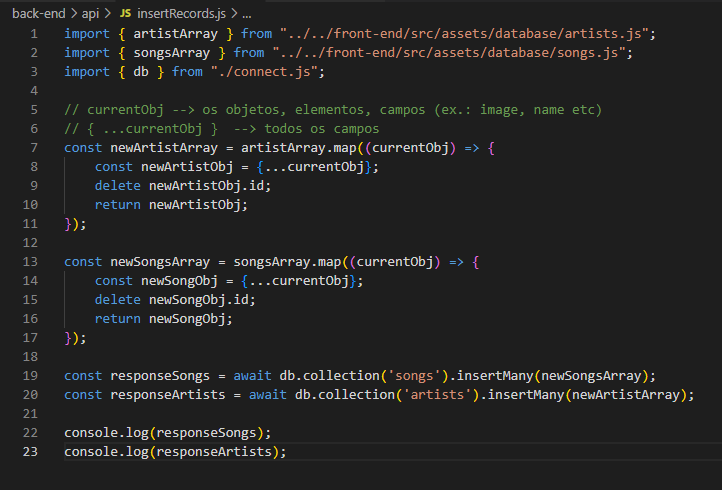 back-end > api > JS insertRecords.js > ...
1 import { artistArray } from "../../front-end/src/assets/database/artists.js";
2 import { songsArray } from "../../front-end/src/assets/database/songs.js";
3 import { db } from "./connect.js";
4
5 // currentObj --> os objetos, elementos, campos (ex.: image, name etc)
6 // { ...currentObj }  --> todos os campos
7 const newArtistArray = artistArray.map((currentObj) => {
8     const newArtistObj = {...currentObj};
9     delete newArtistObj.id;
10     return newArtistObj;
11 });
12
13 const newSongsArray = songsArray.map((currentObj) => {
14     const newSongObj = {...currentObj};
15     delete newSongObj.id;
16     return newSongObj;
17 });
18
19 const responseSongs = await db.collection('songs').insertMany(newSongsArray);
20 const responseArtists = await db.collection('artists').insertMany(newArtistArray);
21
22 console.log(responseSongs);
23 console.log(responseArtists);